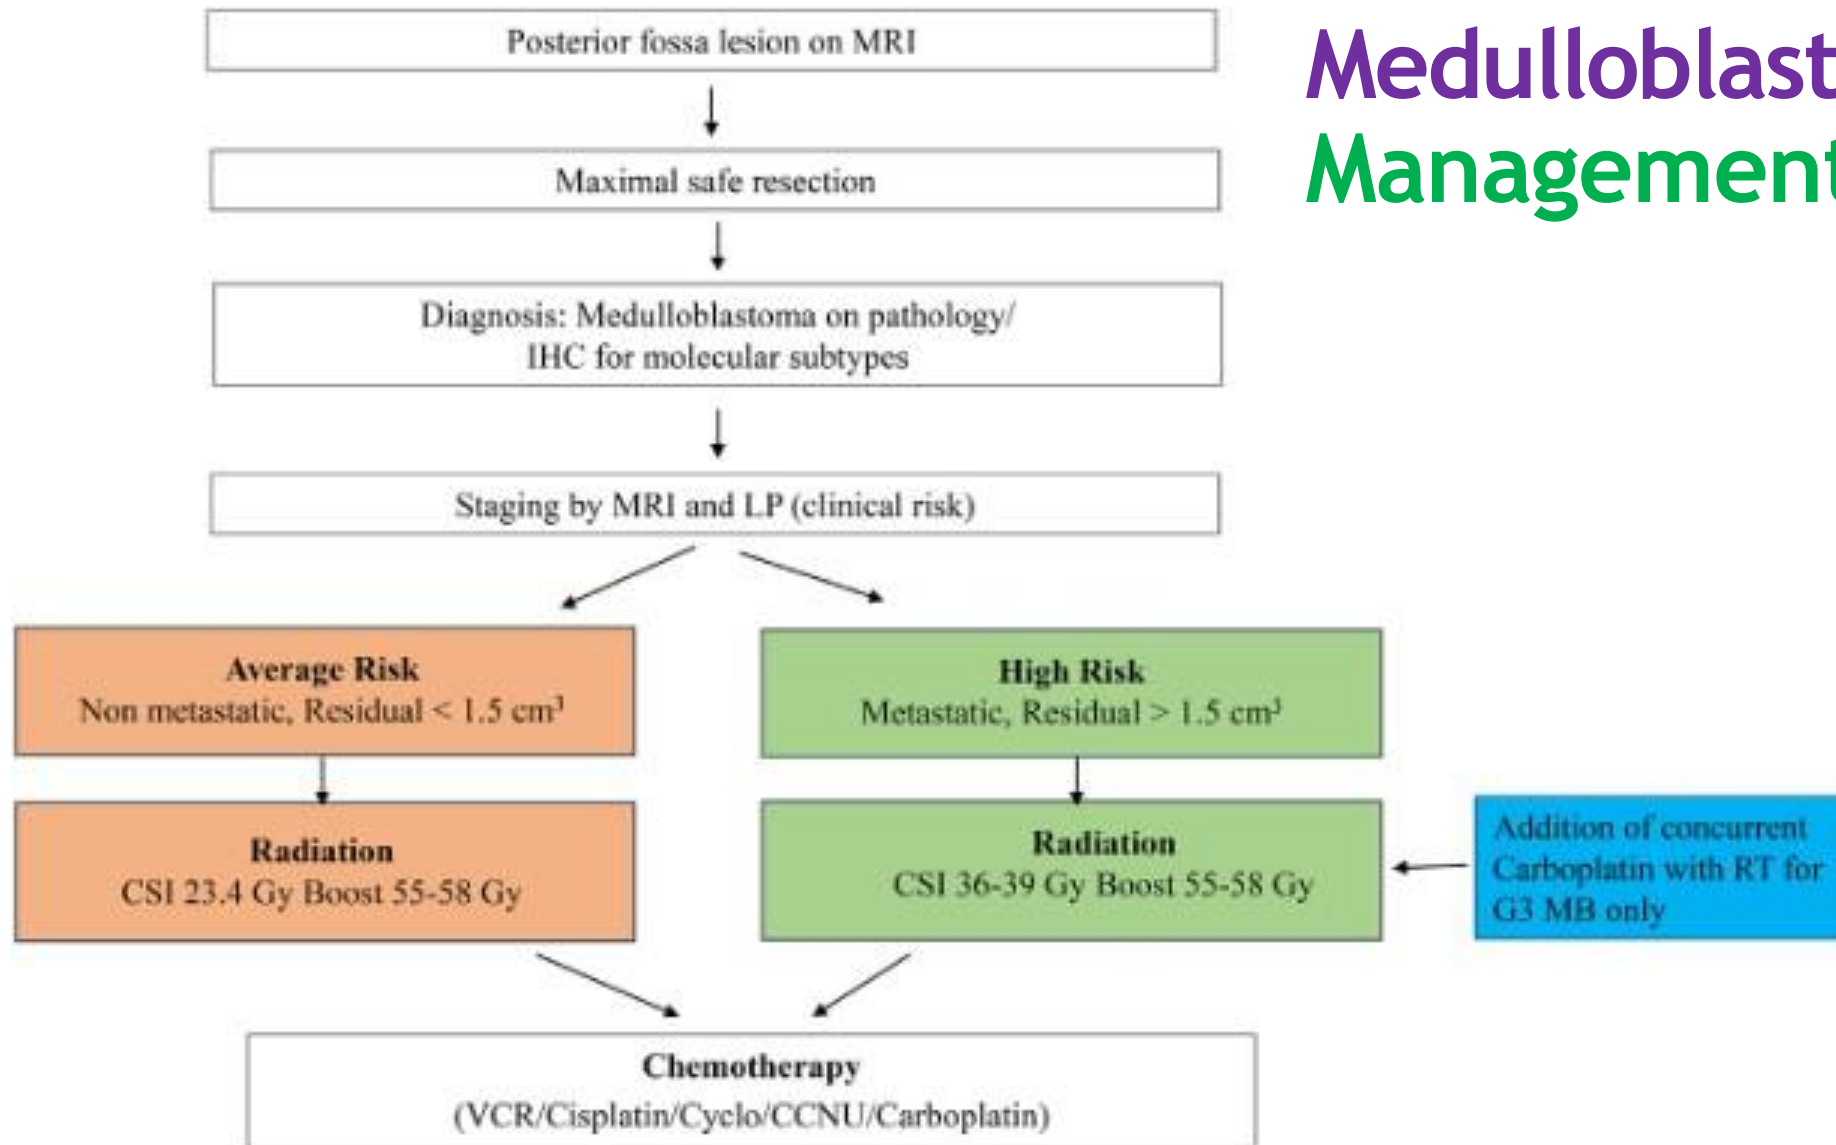 Medulloblast
Management
Posterior fossa lesion on MRI
Maximal safe resection
Diagnosis: Medulloblastoma on pathology/
IHC for molecular subtypes
Staging by MRI and LP (clinical risk)
Average Risk
Non metastatic, Residual < 1.5 cm³
High Risk
Metastatic, Residual > 1.5 cm³
Radiation
CSI 23.4 Gy Boost 55-58 Gy
Radiation
CSI 36-39 Gy Boost 55-58 Gy
Addition of concurrent
Carboplatin with RT for
G3 MB only
Chemotherapy
(VCR/Cisplatin/Cyclo/CCNU/Carboplatin)